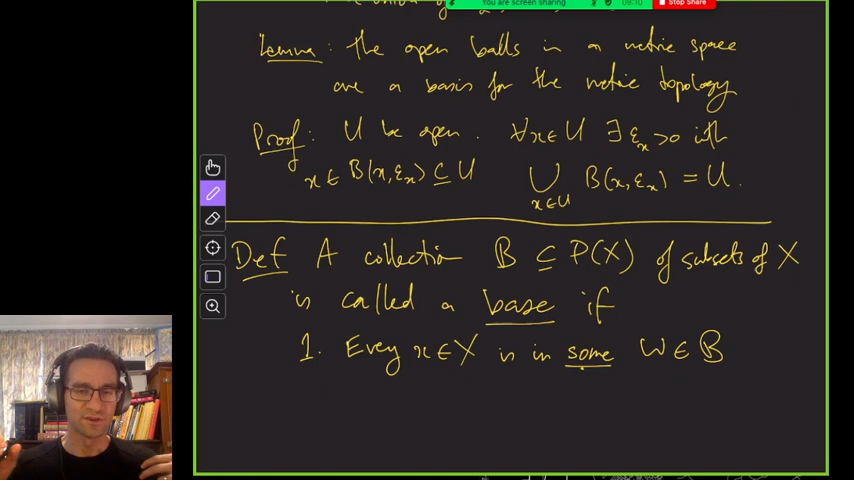 You are screen sharing 09:10 Stop Share
Lemma: the open balls in a metric space
are a basis for the metric topology
Proof: U be open. ∀x∈U ∃ εₓ>0 with
x∈ B(x,εₓ) ⊆ U ⋃ₓ∈U B(x,εₓ) = U.
Def A collection B ⊆ P(X) of subsets of X
is called a base if
1. Every x∈X is in some W∈B